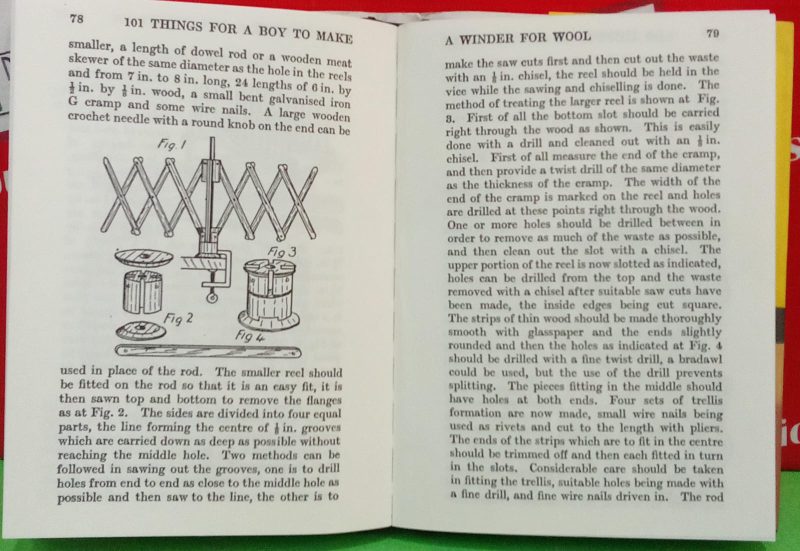 78 101 THINGS FOR A BOY TO MAKE
smaller, a length of dowel rod or a wooden meat
skewer of the same diameter as the hole in the reels
and from 7 in. to 8 in. long, 24 lengths of 6 in. by
½ in. by ⅛ in. wood, a small bent galvanised iron
G cramp and some wire nails. A large wooden
crochet needle with a round knob on the end can be
Fig. 1
Fig 3
Fig 2
Fig 4
used in place of the rod. The smaller reel should
be fitted on the rod so that it is an easy fit, it is
then sawn top and bottom to remove the flanges
as at Fig. 2. The sides are divided into four equal
parts, the line forming the centre of ⅛ in. grooves
which are carried down as deep as possible without
reaching the middle hole. Two methods can be
followed in sawing out the grooves, one is to drill
holes from end to end as close to the middle hole as
possible and then saw to the line, the other is to
A WINDER FOR WOOL 79
make the saw cuts first and then cut out the waste
with an ⅛ in. chisel, the reel should be held in the
vice while the sawing and chiselling is done. The
method of treating the larger reel is shown at Fig.
3. First of all the bottom slot should be carried
right through the wood as shown. This is easily
done with a drill and cleaned out with an ⅛ in.
chisel. First of all measure the end of the cramp,
and then provide a twist drill of the same diameter
as the thickness of the cramp. The width of the
end of the cramp is marked on the reel and holes
are drilled at these points right through the wood.
One or more holes should be drilled between in
order to remove as much of the waste as possible,
and then clean out the slot with a chisel. The
upper portion of the reel is now slotted as indicated,
holes can be drilled from the top and the waste
removed with a chisel after suitable saw cuts have
been made, the inside edges being cut square.
The strips of thin wood should be made thoroughly
smooth with glasspaper and the ends slightly
rounded and then the holes as indicated at Fig. 4
should be drilled with a fine twist drill, a bradawl
could be used, but the use of the drill prevents
splitting. The pieces fitting in the middle should
have holes at both ends. Four sets of trellis
formation are now made, small wire nails being
used as rivets and cut to the length with pliers.
The ends of the strips which are to fit in the centre
should be trimmed off and then each fitted in turn
in the slots. Considerable care should be taken
in fitting the trellis, suitable holes being made with
a fine drill, and fine wire nails driven in. The rod